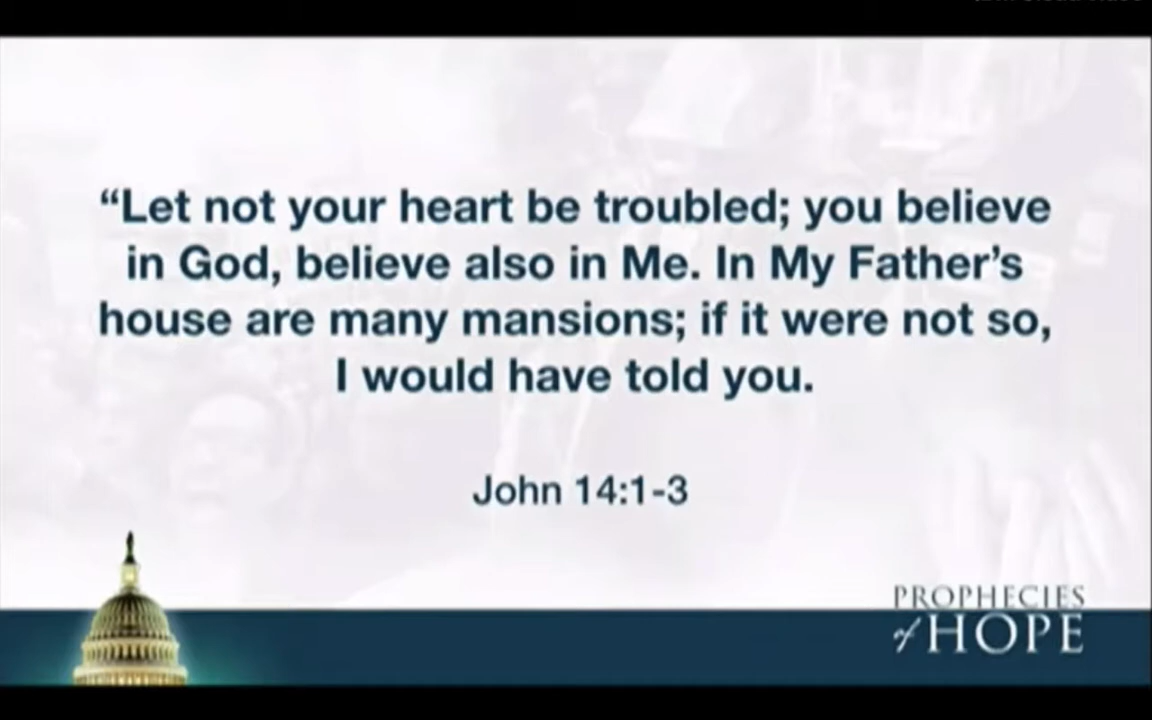 “Let not your heart be troubled; you believe
in God, believe also in Me. In My Father’s
house are many mansions; if it were not so,
I would have told you.
John 14:1-3
PROPHECIES
of HOPE